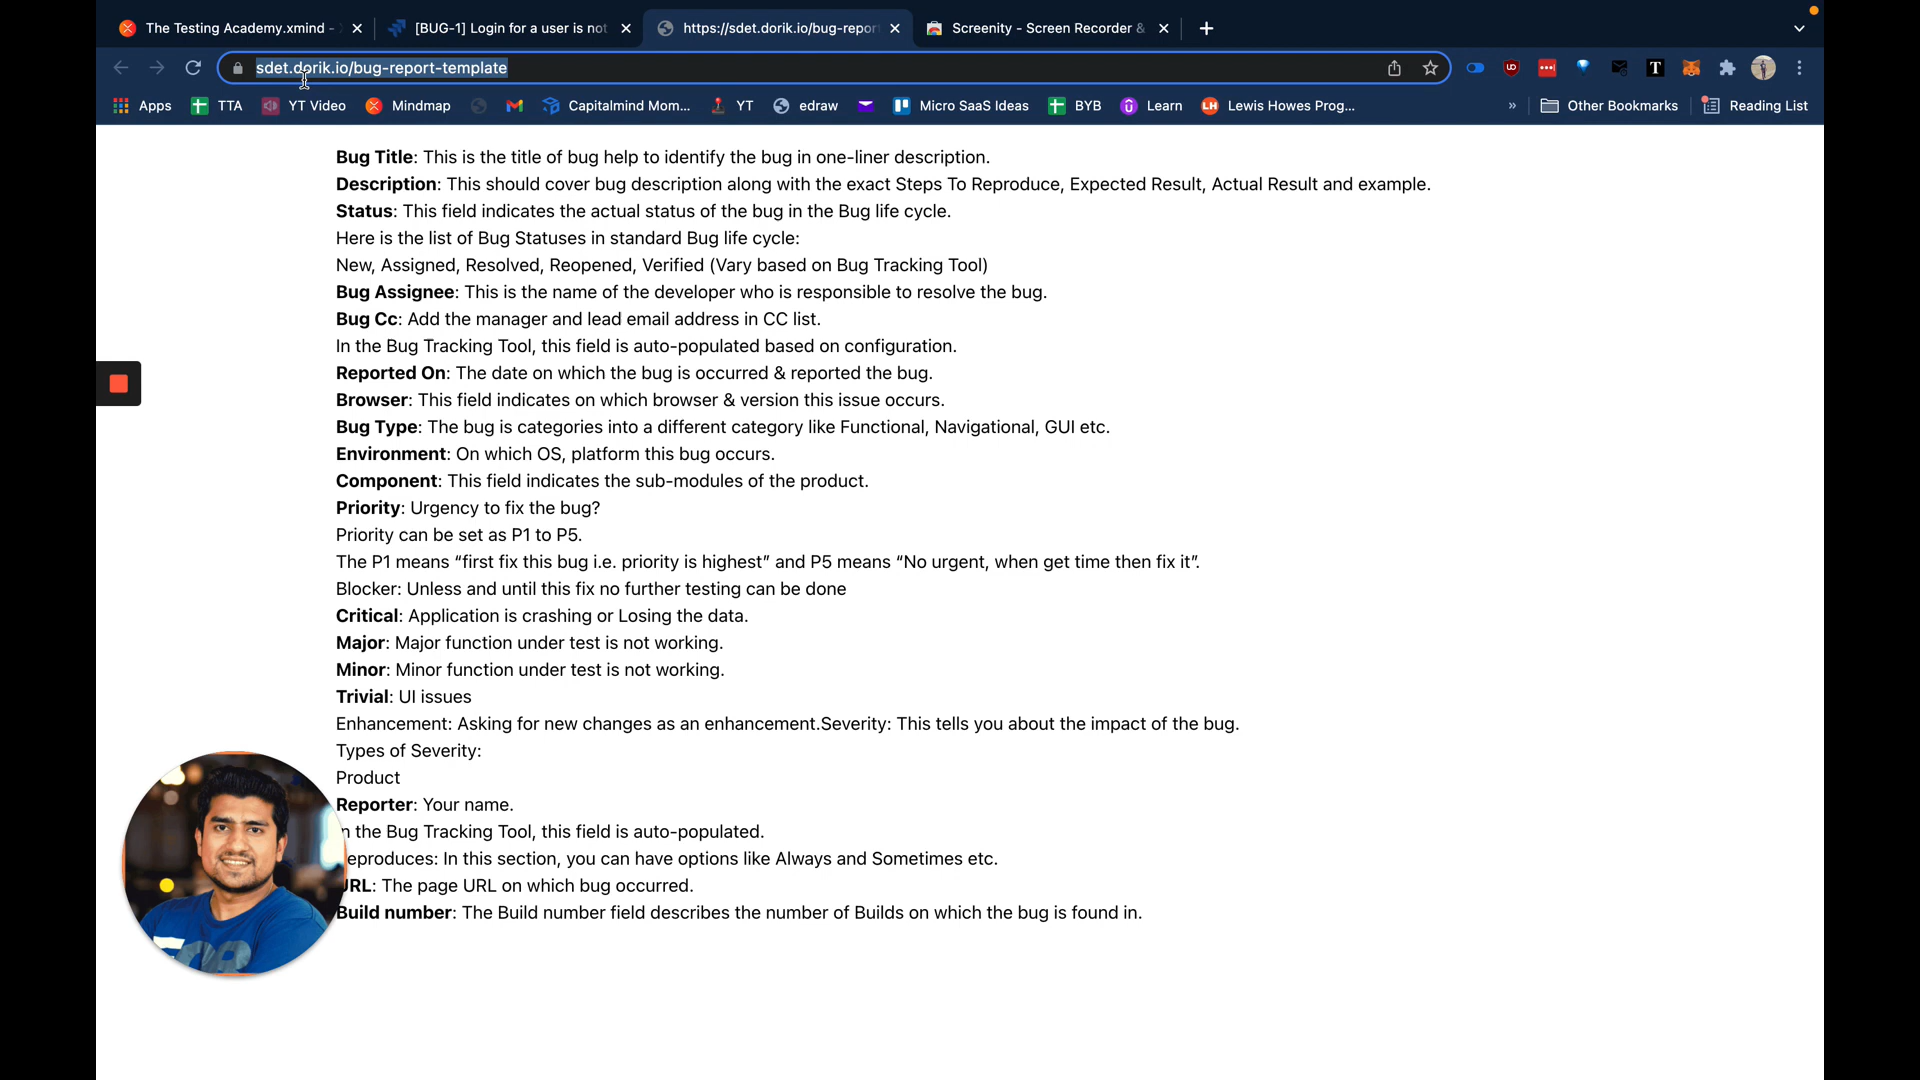 The Testing Academy.xmind -
[BUG-1] Login for a user is not
https://sdet.dorik.io/bug-repor
Screenity - Screen Recorder &
sdet.dorik.io/bug-report-template
Apps
TTA
YT Video
Mindmap
Capitalmind Mom...
YT
edraw
Micro SaaS Ideas
BYB
Learn
LH
Lewis Howes Prog...
»
Other Bookmarks
Reading List
Bug Title: This is the title of bug help to identify the bug in one-liner description.
Description: This should cover bug description along with the exact Steps To Reproduce, Expected Result, Actual Result and example.
Status: This field indicates the actual status of the bug in the Bug life cycle.
Here is the list of Bug Statuses in standard Bug life cycle:
New, Assigned, Resolved, Reopened, Verified (Vary based on Bug Tracking Tool)
Bug Assignee: This is the name of the developer who is responsible to resolve the bug.
Bug Cc: Add the manager and lead email address in CC list.
In the Bug Tracking Tool, this field is auto-populated based on configuration.
Reported On: The date on which the bug is occurred & reported the bug.
Browser: This field indicates on which browser & version this issue occurs.
Bug Type: The bug is categories into a different category like Functional, Navigational, GUI etc.
Environment: On which OS, platform this bug occurs.
Component: This field indicates the sub-modules of the product.
Priority: Urgency to fix the bug?
Priority can be set as P1 to P5.
The P1 means “first fix this bug i.e. priority is highest” and P5 means “No urgent, when get time then fix it”.
Blocker: Unless and until this fix no further testing can be done
Critical: Application is crashing or Losing the data.
Major: Major function under test is not working.
Minor: Minor function under test is not working.
Trivial: UI issues
Enhancement: Asking for new changes as an enhancement.Severity: This tells you about the impact of the bug.
Types of Severity:
Product
Reporter: Your name.
n the Bug Tracking Tool, this field is auto-populated.
eproduces: In this section, you can have options like Always and Sometimes etc.
URL: The page URL on which bug occurred.
Build number: The Build number field describes the number of Builds on which the bug is found in.